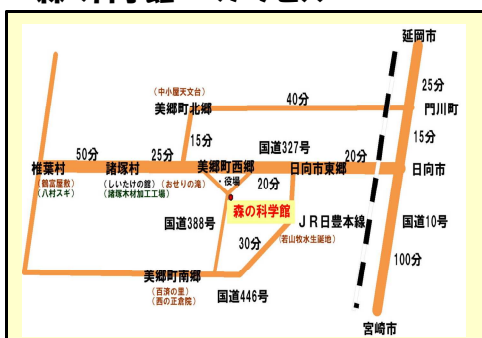 延岡市
(中小屋天文台)
美郷町北郷
40分
25分
門川町
15分
国道327号
15分
50分
25分
美郷町西郷
日向市東郷
20分
椎葉村
諸塚村
・役場
20分
日向市
(鶴富屋敷)
(しいたけの館)
(おせりの滝)
(八村スギ)
(諸塚木材加工工場)
森の科学館
国道388号
JR日豊本線
国道10号
30分
(若山牧水生誕地)
100分
美郷町南郷
(百済の里)
(西の正倉院)
国道446号
宮崎市